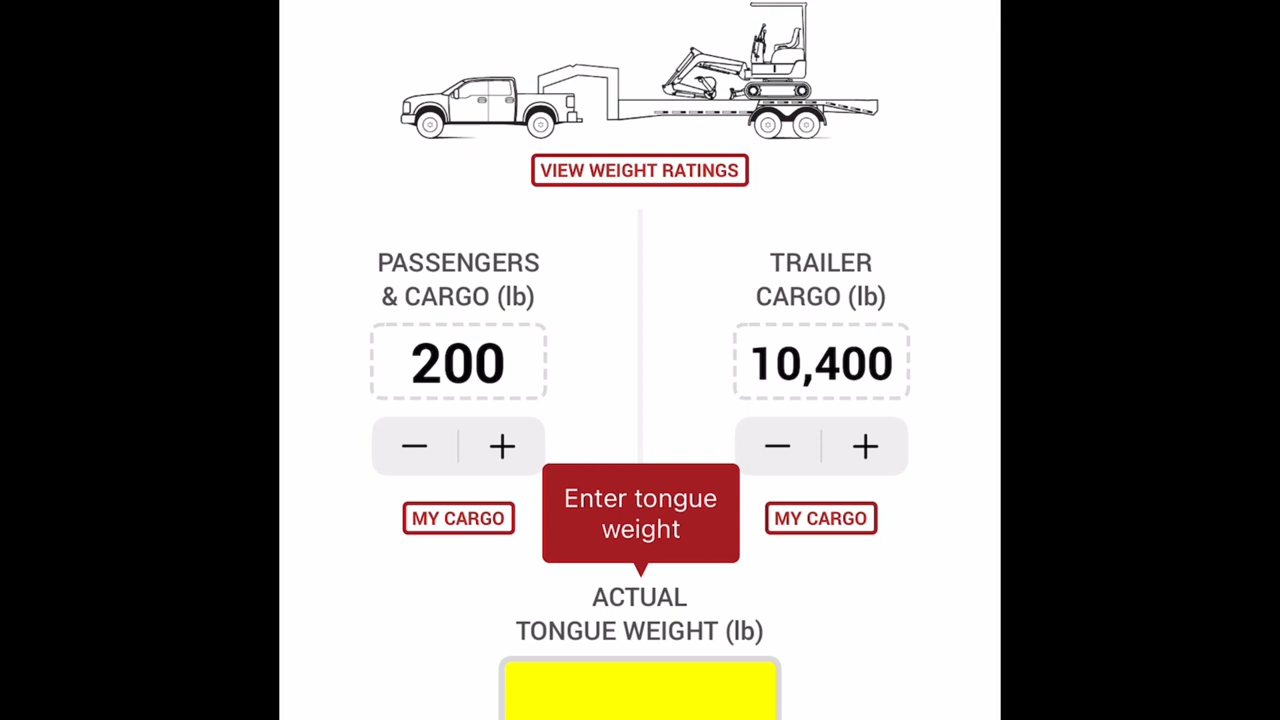 VIEW WEIGHT RATINGS
PASSENGERS
& CARGO (lb)
200
MY CARGO
TRAILER
CARGO (lb)
10,400
MY CARGO
Enter tongue
weight
ACTUAL
TONGUE WEIGHT (lb)